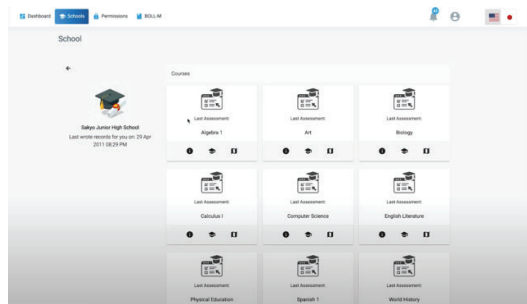 Dashboard
Schools
Permissions
BOLL-M
School
Courses
Sakyo Junior High School
Last wrote records for you on: 29 Apr
2011 08:29 PM
Last Assessment:
Algebra 1
Last Assessment:
Art
Last Assessment:
Biology
Last Assessment:
Calculus I
Last Assessment:
Computer Science
Last Assessment:
English Literature
Last Assessment:
Physical Education
Last Assessment:
Spanish 1
Last Assessment:
World History